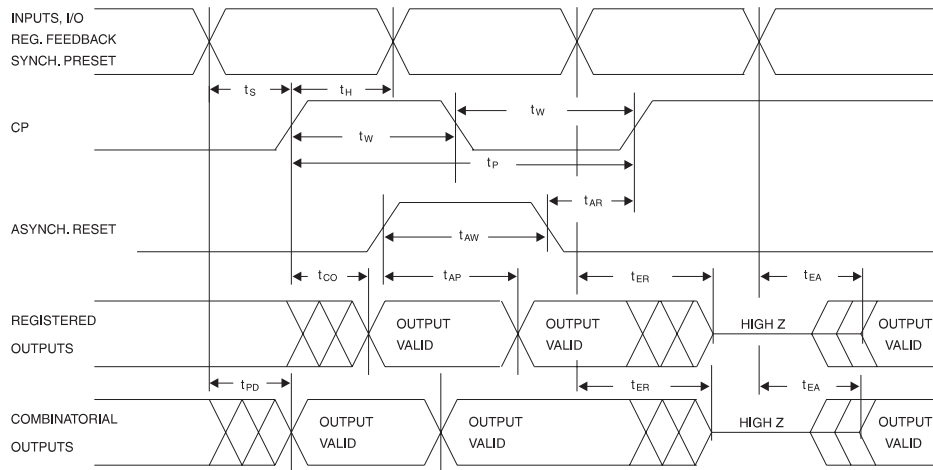 INPUTS, I/O
REG. FEEDBACK
SYNCH. PRESET
tS
tH
CP
tW
tW
tP
ASYNCH. RESET
tAR
tAW
tCO
tAP
tER
tEA
REGISTERED
OUTPUTS
OUTPUT
VALID
OUTPUT
VALID
HIGH Z
OUTPUT
VALID
tPD
tER
tEA
COMBINATORIAL
OUTPUTS
OUTPUT
VALID
OUTPUT
VALID
HIGH Z
OUTPUT
VALID